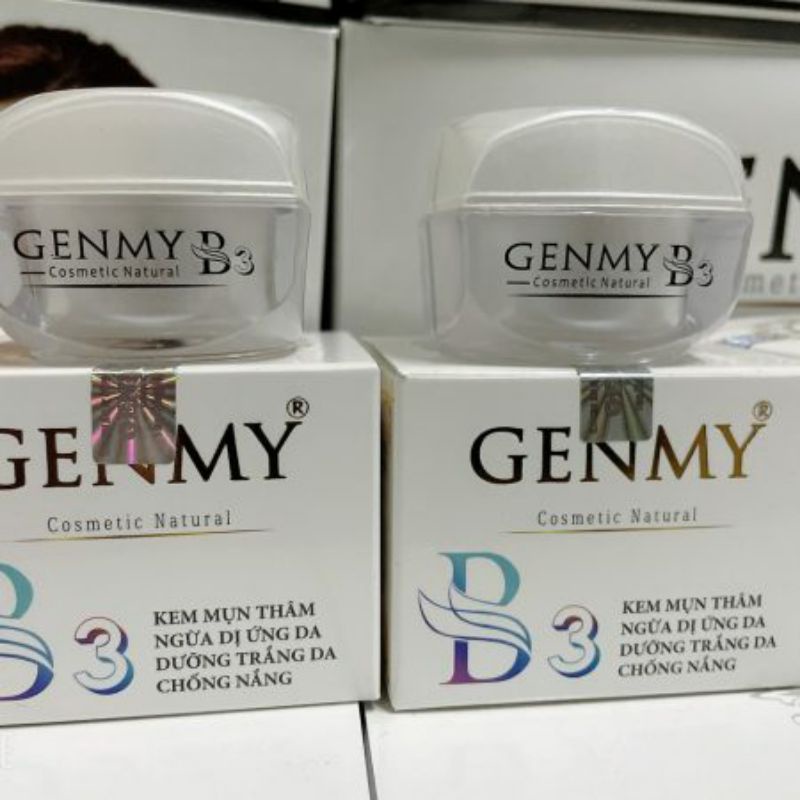 GENMY B3
Cosmetic Natural
GENMY B3
Cosmetic Natural
GENMY®
Cosmetic Natural
B3
KEM MỤN THÂM
NGỪA DỊ ỨNG DA
DƯỠNG TRẮNG DA
CHỐNG NẮNG
GENMY®
Cosmetic Natural
B3
KEM MỤN THÂM
NGỪA DỊ ỨNG DA
DƯỠNG TRẮNG DA
CHỐNG NẮNG